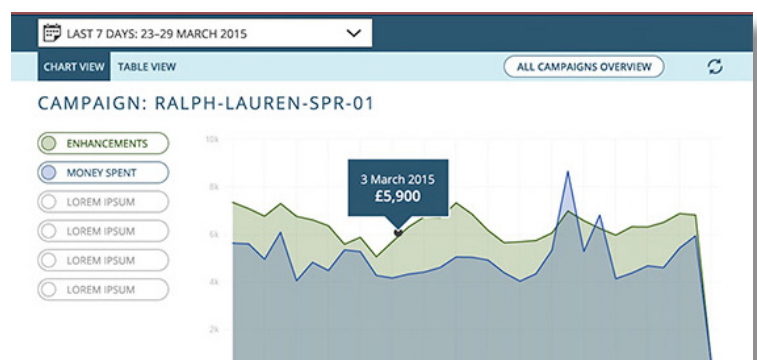 LAST 7 DAYS: 23–29 MARCH 2015
CHART VIEW TABLE VIEW ALL CAMPAIGNS OVERVIEW
CAMPAIGN: RALPH-LAUREN-SPR-01
ENHANCEMENTS
MONEY SPENT
LOREM IPSUM
LOREM IPSUM
LOREM IPSUM
LOREM IPSUM
10k
8k
6k
4k
2k
3 March 2015
£5,900